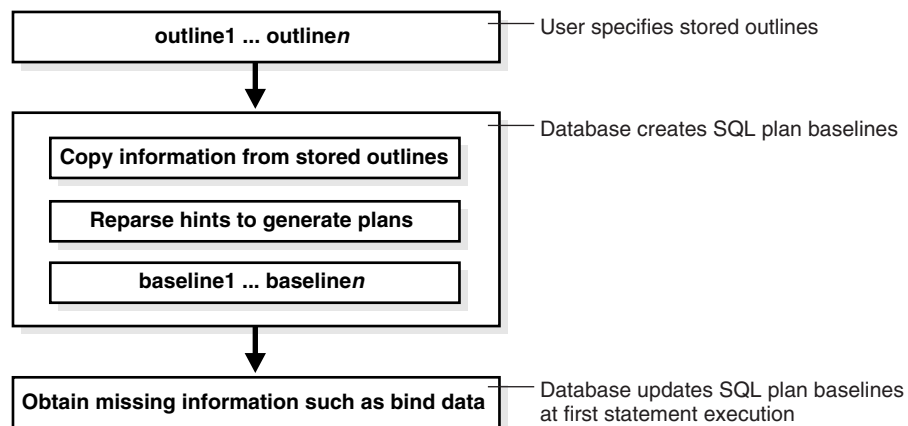 outline1 ... outlinen
User specifies stored outlines
Database creates SQL plan baselines
Copy information from stored outlines
Reparse hints to generate plans
baseline1 ... baselinen
Obtain missing information such as bind data
Database updates SQL plan baselines
at first statement execution